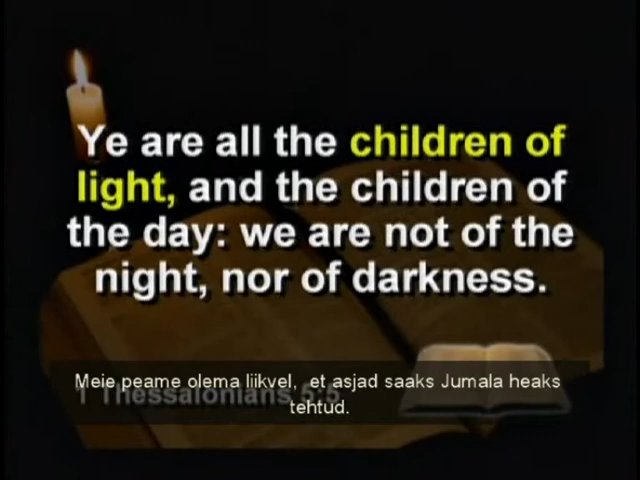 Ye are all the children of
light, and the children of
the day: we are not of the
night, nor of darkness.
Meie peame olema liikvel, et asjad saaks Jumala heaks
1 Thessalonians 5:5
tehtud.